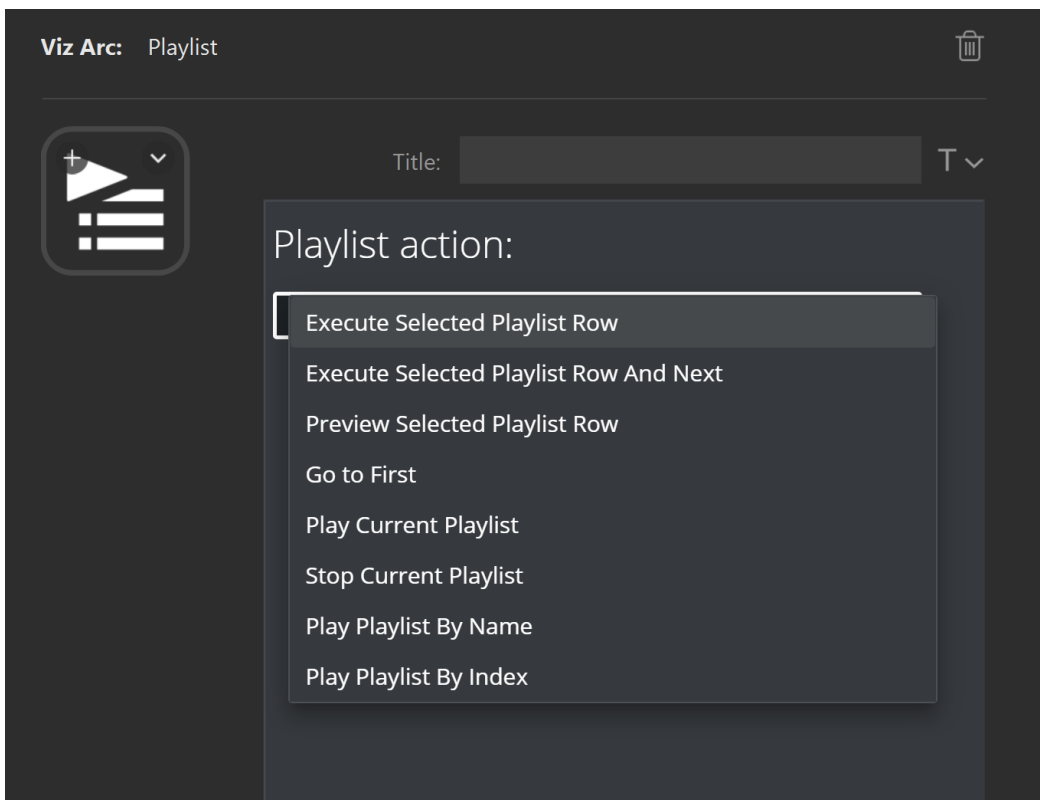 Viz Arc: Playlist
Title:
T
Playlist action:
Execute Selected Playlist Row
Execute Selected Playlist Row And Next
Preview Selected Playlist Row
Go to First
Play Current Playlist
Stop Current Playlist
Play Playlist By Name
Play Playlist By Index